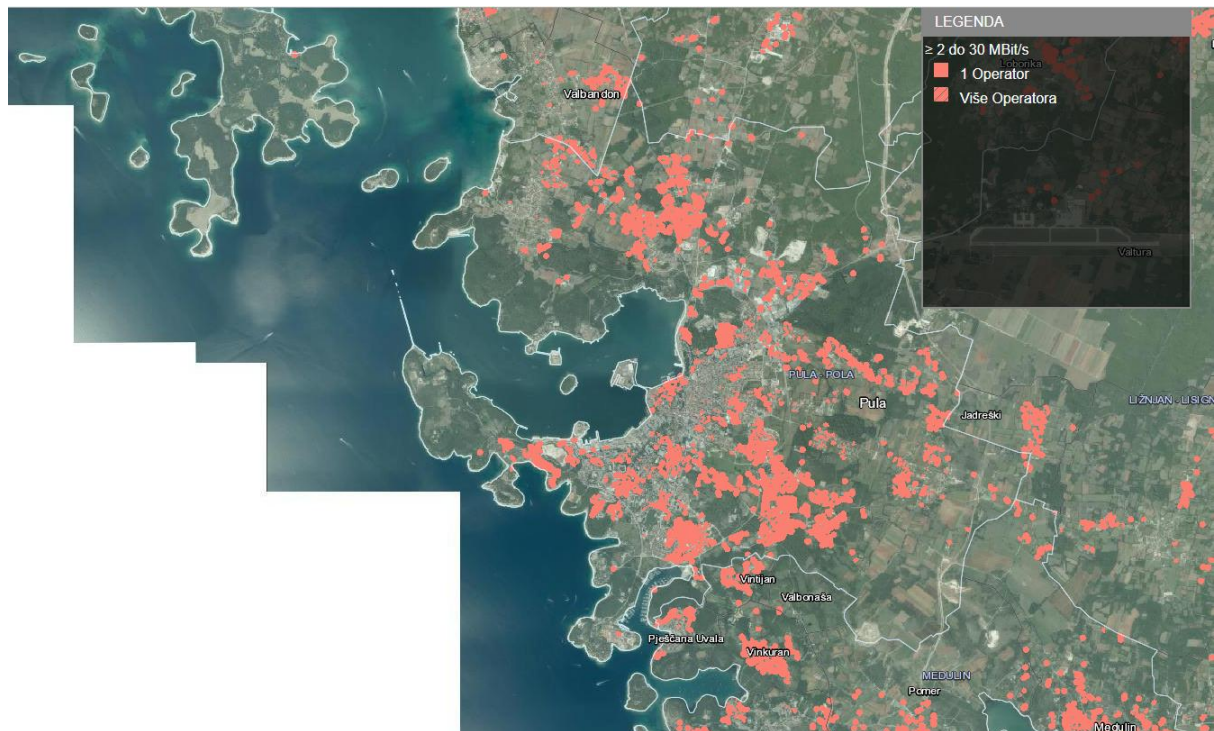 LEGENDA
≥ 2 do 30 MBit/s
1 Operator
Više Operatora
Loborika
Valtura
Valbandon
PULA - POLA
Pula
Jadreški
LIŽNJAN - LISIGN
Vintijan
Valbonaša
Pješčana Uvala
Vinkuran
MEDULIN
Pomer
Medulin